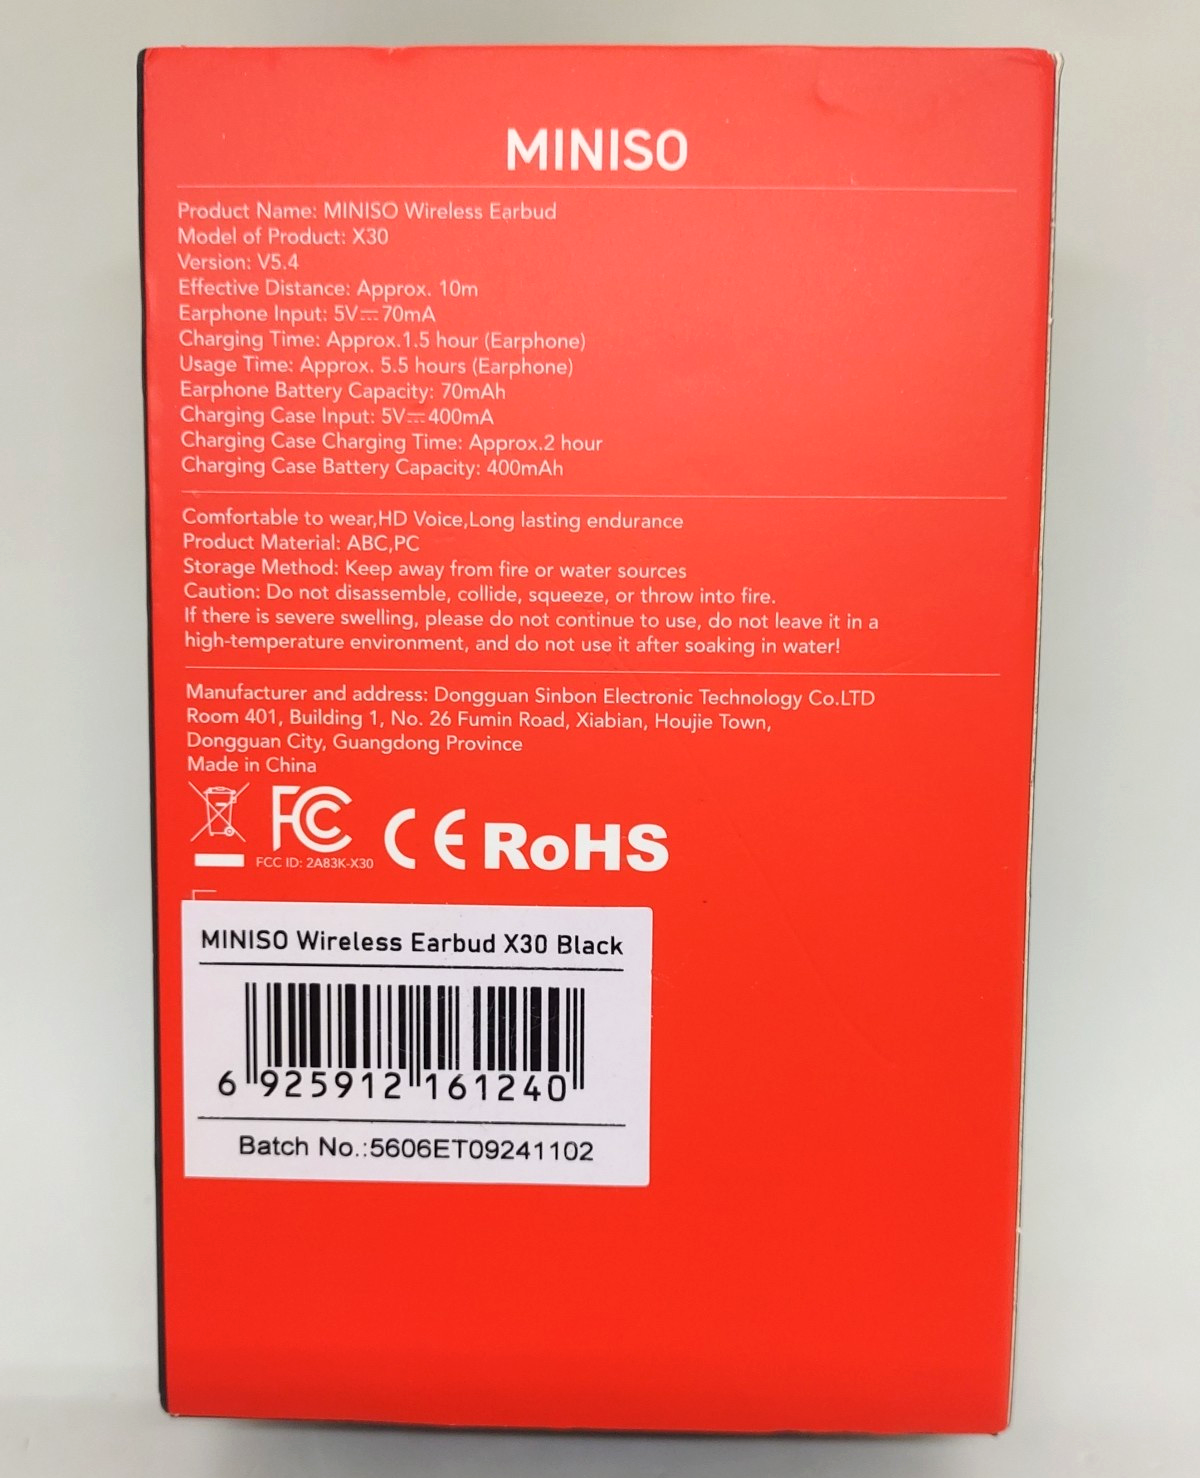 MINISO
Product Name: MINISO Wireless Earbud
Model of Product: X30
Version: V5.4
Effective Distance: Approx. 10m
Earphone Input: 5V⎓70mA
Charging Time: Approx.1.5 hour (Earphone)
Usage Time: Approx. 5.5 hours (Earphone)
Earphone Battery Capacity: 70mAh
Charging Case Input: 5V⎓400mA
Charging Case Charging Time: Approx.2 hour
Charging Case Battery Capacity: 400mAh
Comfortable to wear,HD Voice,Long lasting endurance
Product Material: ABC,PC
Storage Method: Keep away from fire or water sources
Caution: Do not disassemble, collide, squeeze, or throw into fire.
If there is severe swelling, please do not continue to use, do not leave it in a
high-temperature environment, and do not use it after soaking in water!
Manufacturer and address: Dongguan Sinbon Electronic Technology Co.LTD
Room 401, Building 1, No. 26 Fumin Road, Xiabian, Houjie Town,
Dongguan City, Guangdong Province
Made in China
FC CE RoHS
FCC ID: 2A83K-X30
MINISO Wireless Earbud X30 Black
6 925912 161240
Batch No.:5606ET09241102